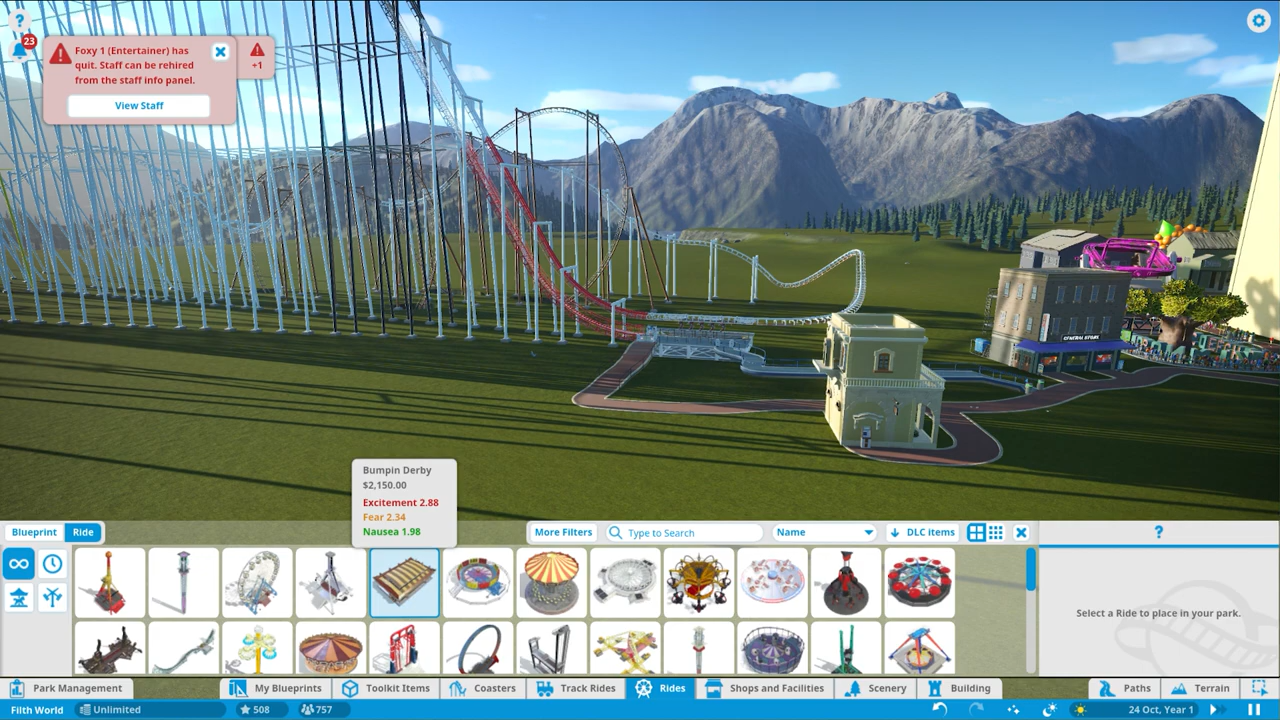 ?
23
Foxy 1 (Entertainer) has
quit. Staff can be rehired
from the staff info panel.
View Staff
+1
GENERAL STORE
Bumpin Derby
$2,150.00
Excitement 2.88
Fear 2.34
Nausea 1.98
Blueprint Ride More Filters Type to Search Name DLC items ?
Select a Ride to place in your park.
Park Management My Blueprints Toolkit Items Coasters Track Rides Rides Shops and Facilities Scenery Building Paths Terrain
Filth World Unlimited 508 757 24 Oct, Year 1